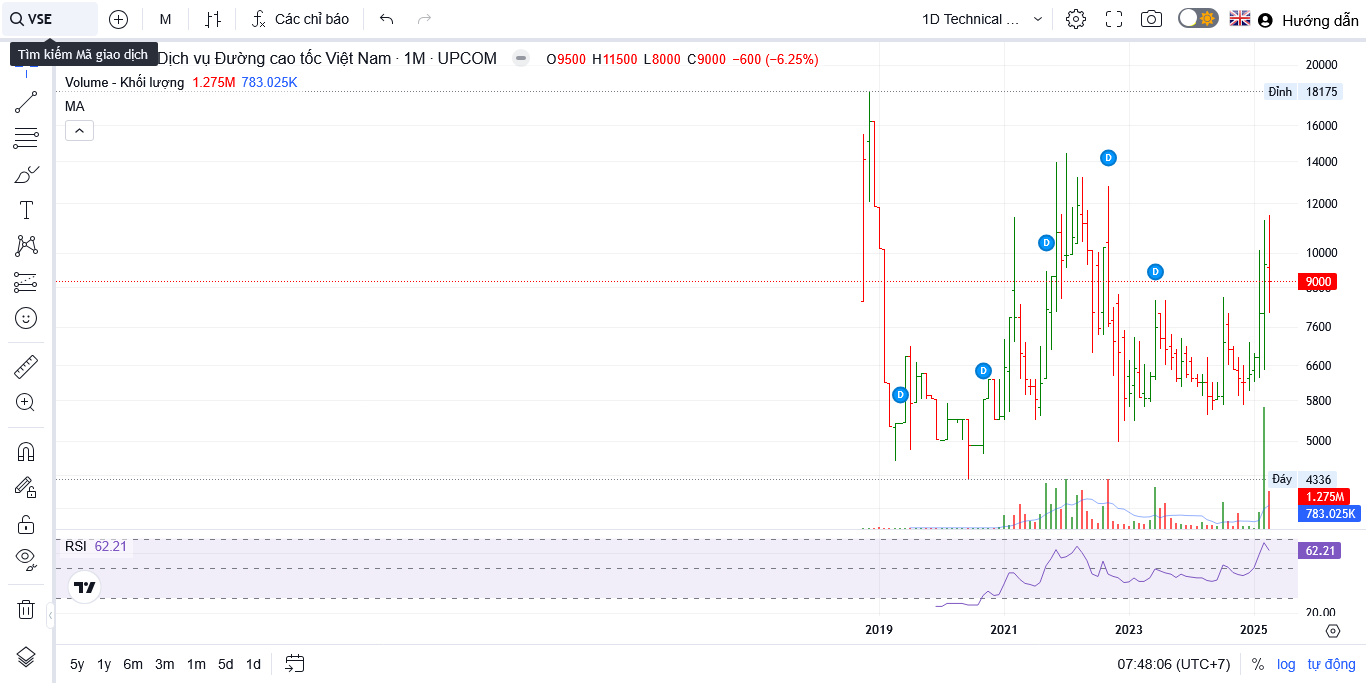 VSE
M
Các chỉ báo
1D Technical ...
Hướng dẫn
Tìm kiếm Mã giao dịch
Dịch vụ Đường cao tốc Việt Nam · 1M · UPCOM
O9500 H11500 L8000 C9000 −600 (−6.25%)
Volume - Khối lượng 1.275M 783.025K
MA
20000
Đỉnh 18175
16000
14000
12000
10000
9000
7600
6600
5800
5000
Đáy 4336
1.275M
783.025K
D
D
D
D
D
RSI 62.21
62.21
20.00
2019
2021
2023
2025
5y 1y 6m 3m 1m 5d 1d
07:48:06 (UTC+7)
% log tự động